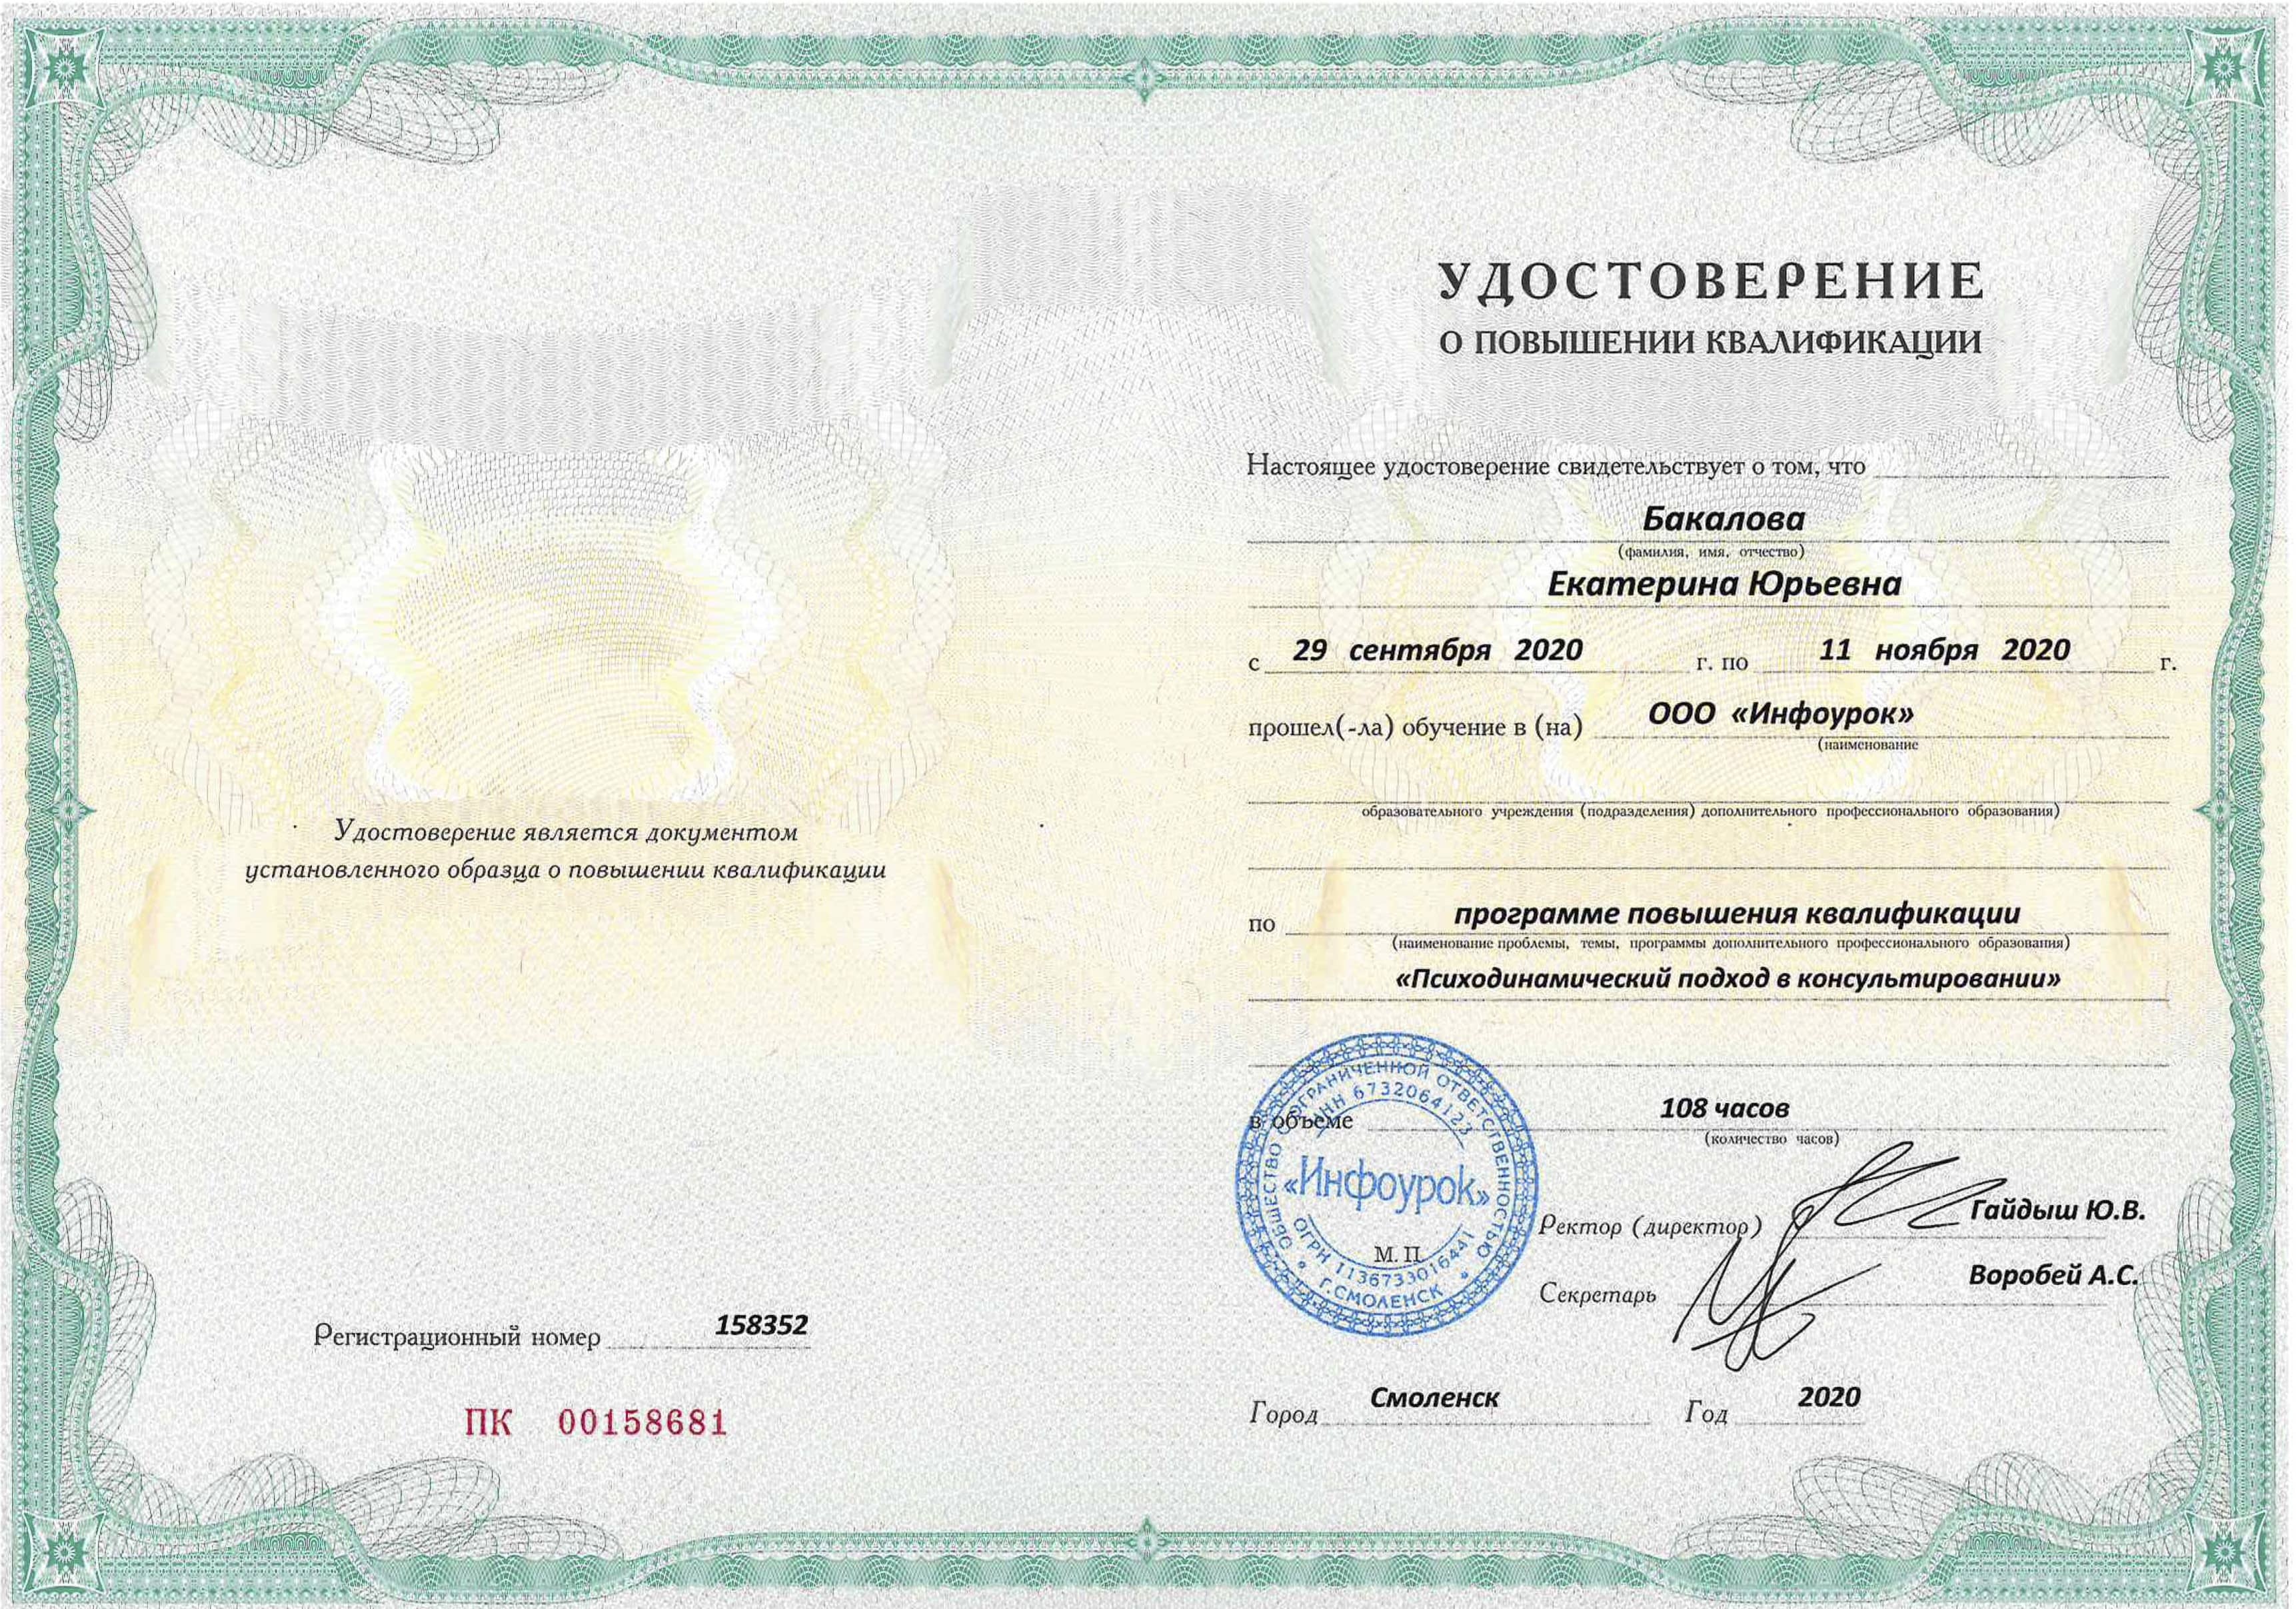 Удостоверение является документом
установленного образца о повышении квалификации
Регистрационный номер 158352
ПК 00158681
УДОСТОВЕРЕНИЕ
О ПОВЫШЕНИИ КВАЛИФИКАЦИИ
Настоящее удостоверение свидетельствует о том, что
Бакалова
(фамилия, имя, отчество)
Екатерина Юрьевна
с 29 сентября 2020 г. по 11 ноября 2020 г.
прошел(-ла) обучение в (на) ООО «Инфоурок»
(наименование
образовательного учреждения (подразделения) дополнительного профессионального образования)
по программе повышения квалификации
(наименование проблемы, темы, программы дополнительного профессионального образования)
«Психодинамический подход в консультировании»
в объеме 108 часов
(количество часов)
ОБЩЕСТВО С ОГРАНИЧЕННОЙ ОТВЕТСТВЕННОСТЬЮ
ИНН 6732064123
«Инфоурок»
М. П.
ОГРН 1136733016441
Г.СМОЛЕНСК
Ректор (директор) Гайдыш Ю.В.
Секретарь Воробей А.С.
Город Смоленск Год 2020